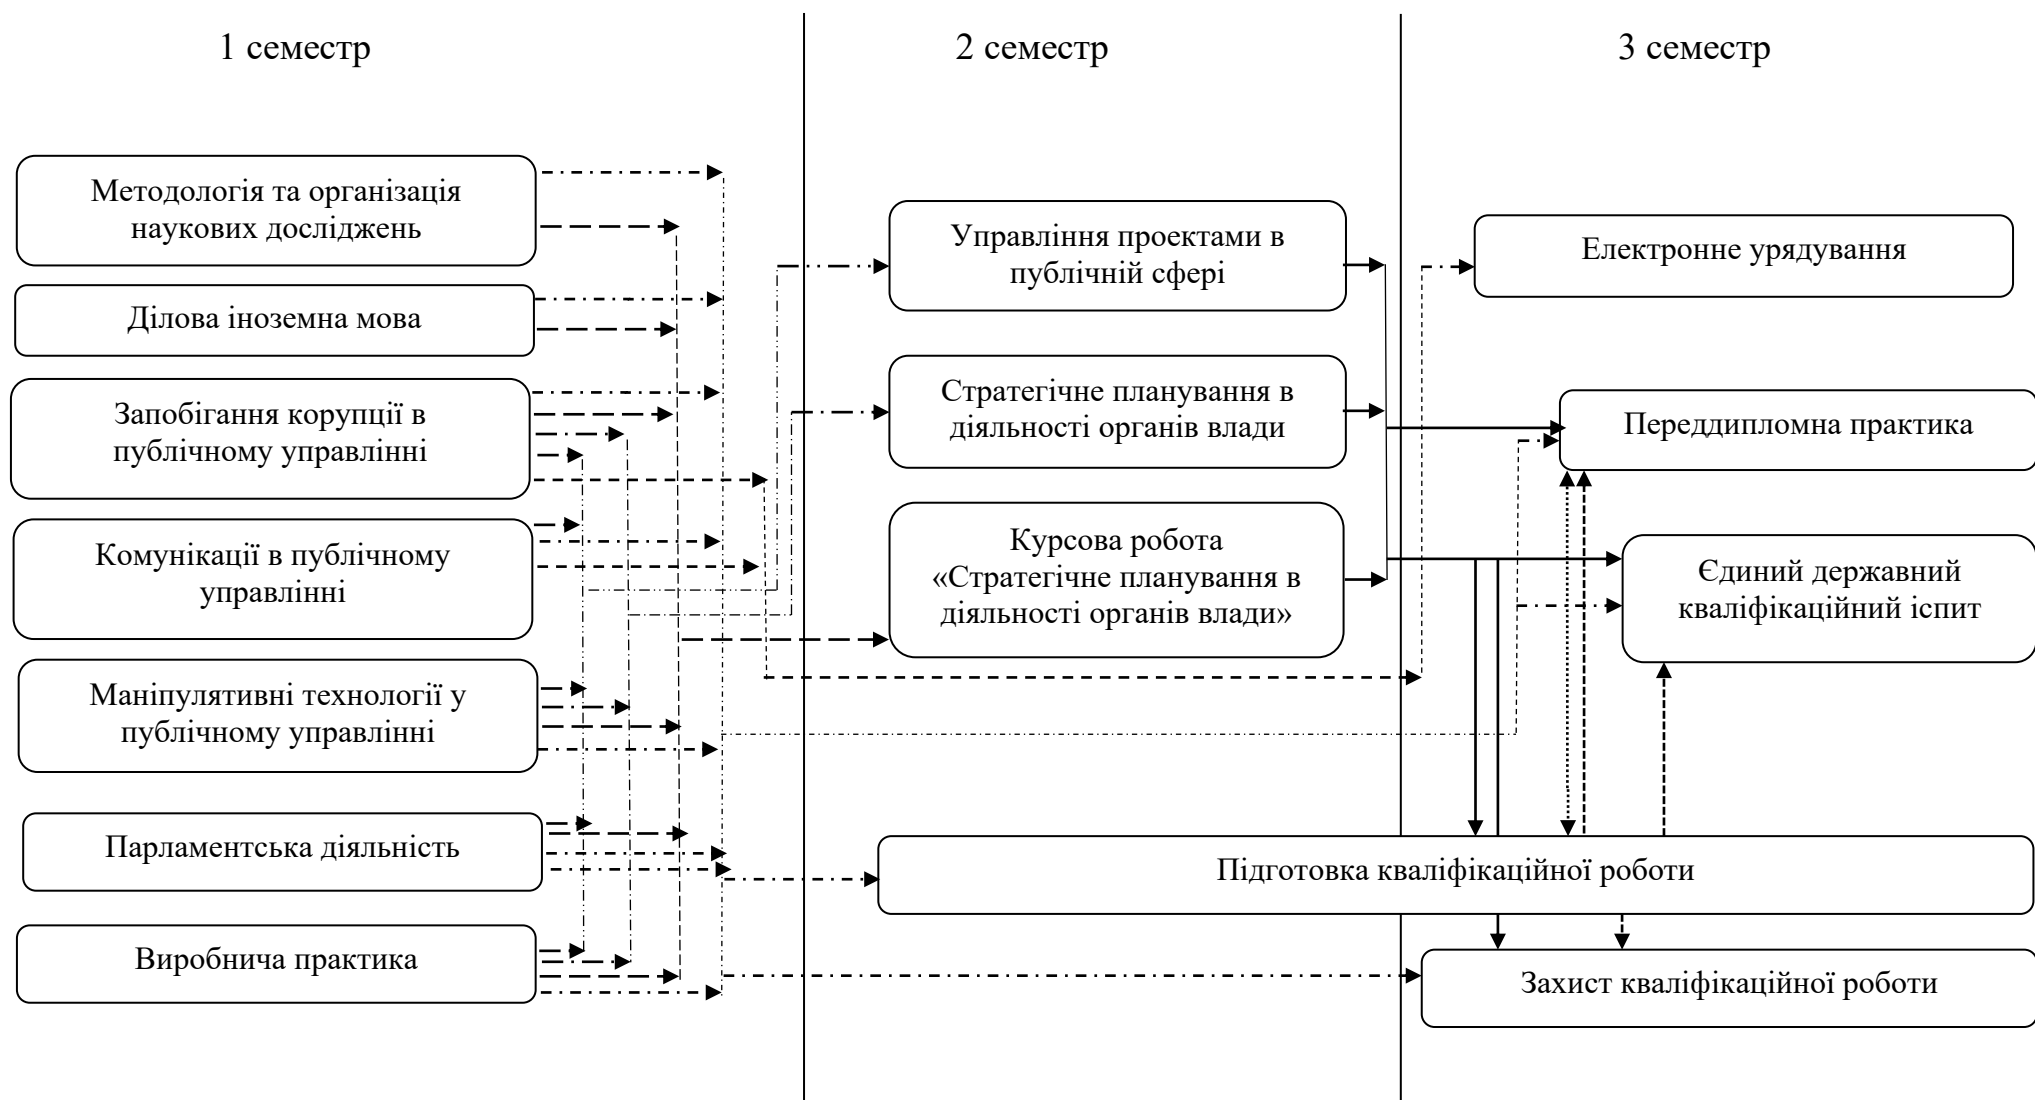 1 семестр
2 семестр
3 семестр
Методологія та організація
наукових досліджень
Ділова іноземна мова
Запобігання корупції в
публічному управлінні
Комунікації в публічному
управлінні
Маніпулятивні технології у
публічному управлінні
Парламентська діяльність
Виробнича практика
Управління проектами в
публічній сфері
Стратегічне планування в
діяльності органів влади
Курсова робота
«Стратегічне планування в
діяльності органів влади»
Електронне урядування
Переддипломна практика
Єдиний державний
кваліфікаційний іспит
Підготовка кваліфікаційної роботи
Захист кваліфікаційної роботи